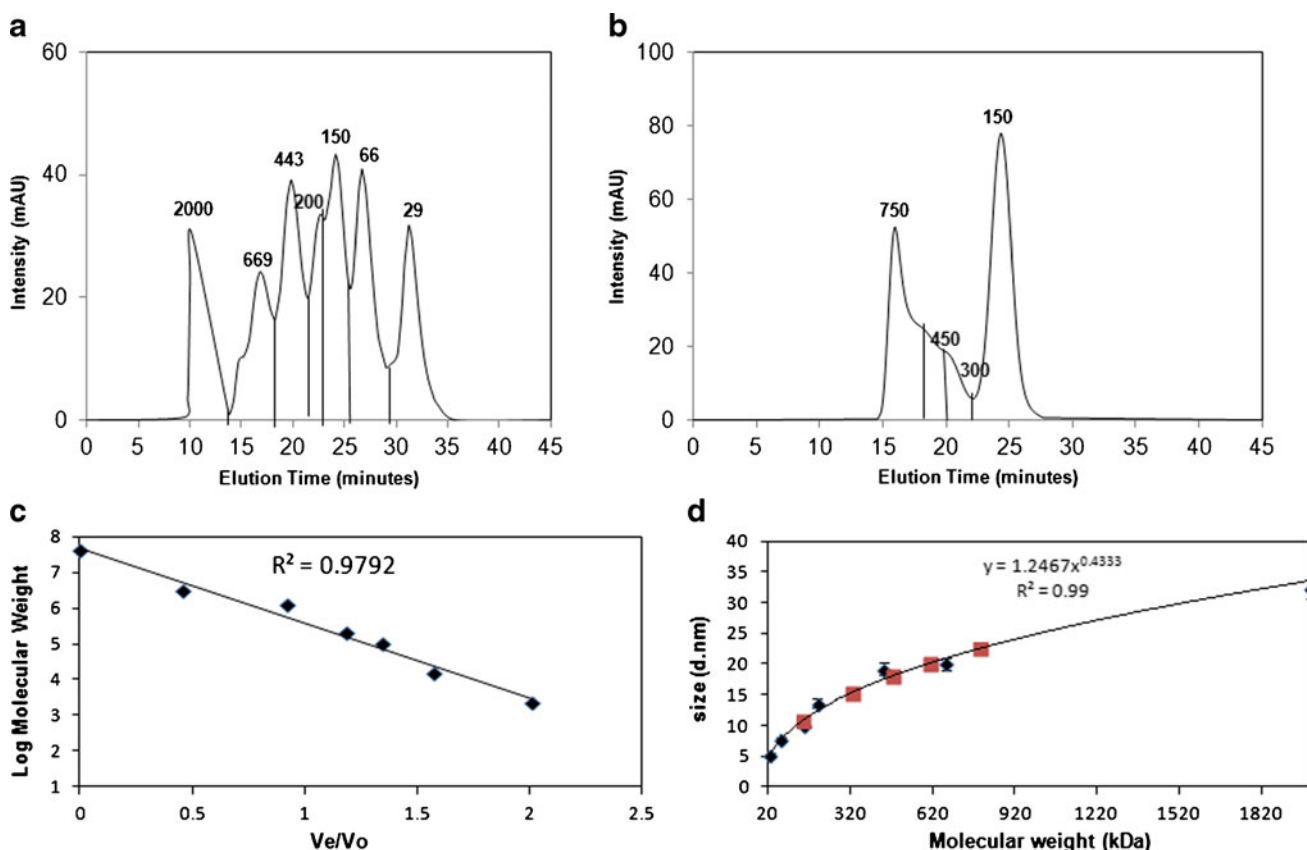 a
60
40
20
0
Intensity (mAU)
2000
669
443
200
150
66
29
0 5 10 15 20 25 30 35 40 45
Elution Time (minutes)
b
100
80
60
40
20
0
Intensity (mAU)
750
450
300
150
0 5 10 15 20 25 30 35 40 45
Elution Time (minutes)
c
8
7
6
5
4
3
2
1
Log Molecular Weight
R² = 0.9792
0 0.5 1 1.5 2 2.5
Ve/Vo
d
40
35
30
25
20
15
10
5
0
size (d.nm)
y = 1.2467x^0.4333
R² = 0.99
20 320 620 920 1220 1520 1820
Molecular weight (kDa)